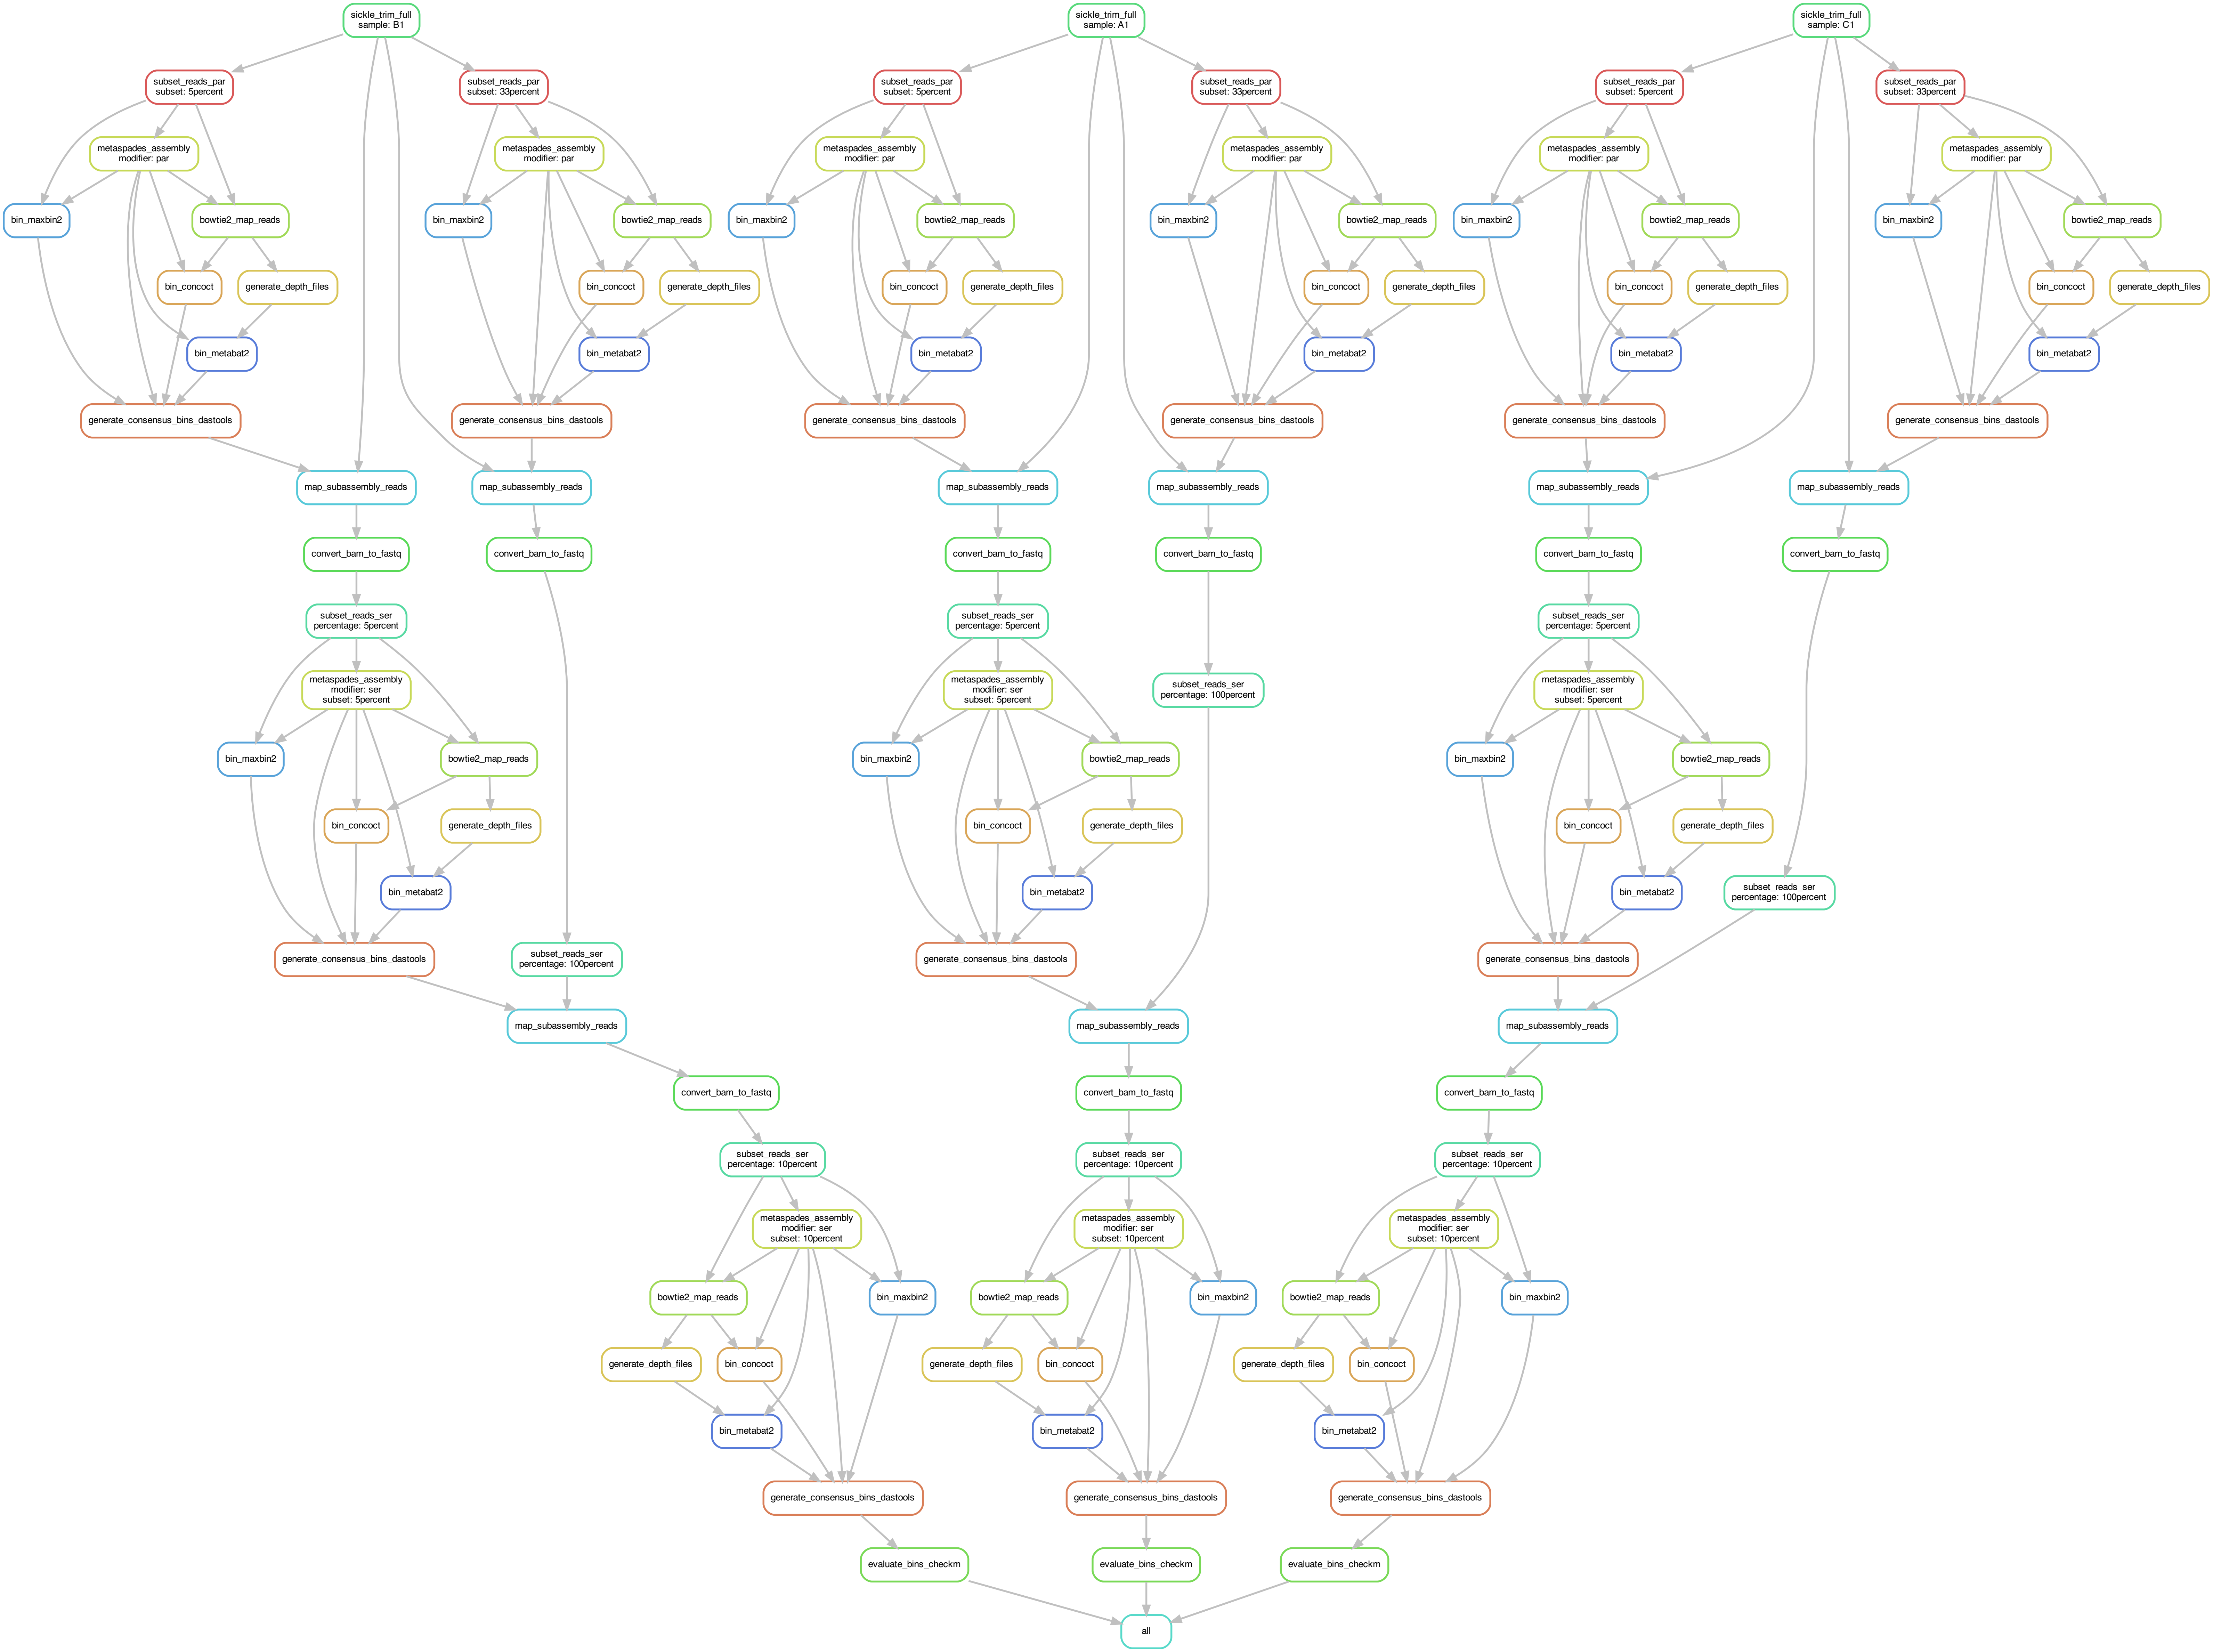 sickle_trim_full
sample: B1
sickle_trim_full
sample: A1
sickle_trim_full
sample: C1
subset_reads_par
subset: 5percent
subset_reads_par
subset: 33percent
subset_reads_par
subset: 5percent
subset_reads_par
subset: 33percent
subset_reads_par
subset: 5percent
subset_reads_par
subset: 33percent
metaspades_assembly
modifier: par
metaspades_assembly
modifier: par
metaspades_assembly
modifier: par
metaspades_assembly
modifier: par
metaspades_assembly
modifier: par
metaspades_assembly
modifier: par
bin_maxbin2
bowtie2_map_reads
bin_maxbin2
bowtie2_map_reads
bin_maxbin2
bowtie2_map_reads
bin_maxbin2
bowtie2_map_reads
bin_maxbin2
bowtie2_map_reads
bin_maxbin2
bowtie2_map_reads
bin_concoct
generate_depth_files
bin_concoct
generate_depth_files
bin_concoct
generate_depth_files
bin_concoct
generate_depth_files
bin_concoct
generate_depth_files
bin_concoct
generate_depth_files
bin_metabat2
bin_metabat2
bin_metabat2
bin_metabat2
bin_metabat2
bin_metabat2
generate_consensus_bins_dastools
generate_consensus_bins_dastools
generate_consensus_bins_dastools
generate_consensus_bins_dastools
generate_consensus_bins_dastools
generate_consensus_bins_dastools
map_subassembly_reads
map_subassembly_reads
map_subassembly_reads
map_subassembly_reads
map_subassembly_reads
map_subassembly_reads
convert_bam_to_fastq
convert_bam_to_fastq
convert_bam_to_fastq
convert_bam_to_fastq
convert_bam_to_fastq
convert_bam_to_fastq
subset_reads_ser
percentage: 5percent
subset_reads_ser
percentage: 5percent
subset_reads_ser
percentage: 5percent
metaspades_assembly
modifier: ser
subset: 5percent
metaspades_assembly
modifier: ser
subset: 5percent
subset_reads_ser
percentage: 100percent
metaspades_assembly
modifier: ser
subset: 5percent
bin_maxbin2
bowtie2_map_reads
bin_maxbin2
bowtie2_map_reads
bin_maxbin2
bowtie2_map_reads
bin_concoct
generate_depth_files
bin_concoct
generate_depth_files
bin_concoct
generate_depth_files
bin_metabat2
bin_metabat2
bin_metabat2
subset_reads_ser
percentage: 100percent
generate_consensus_bins_dastools
subset_reads_ser
percentage: 100percent
generate_consensus_bins_dastools
generate_consensus_bins_dastools
map_subassembly_reads
map_subassembly_reads
map_subassembly_reads
convert_bam_to_fastq
convert_bam_to_fastq
convert_bam_to_fastq
subset_reads_ser
percentage: 10percent
subset_reads_ser
percentage: 10percent
subset_reads_ser
percentage: 10percent
metaspades_assembly
modifier: ser
subset: 10percent
metaspades_assembly
modifier: ser
subset: 10percent
metaspades_assembly
modifier: ser
subset: 10percent
bowtie2_map_reads
bin_maxbin2
bowtie2_map_reads
bin_maxbin2
bowtie2_map_reads
bin_maxbin2
generate_depth_files
bin_concoct
generate_depth_files
bin_concoct
generate_depth_files
bin_concoct
bin_metabat2
bin_metabat2
bin_metabat2
generate_consensus_bins_dastools
generate_consensus_bins_dastools
generate_consensus_bins_dastools
evaluate_bins_checkm
evaluate_bins_checkm
evaluate_bins_checkm
all